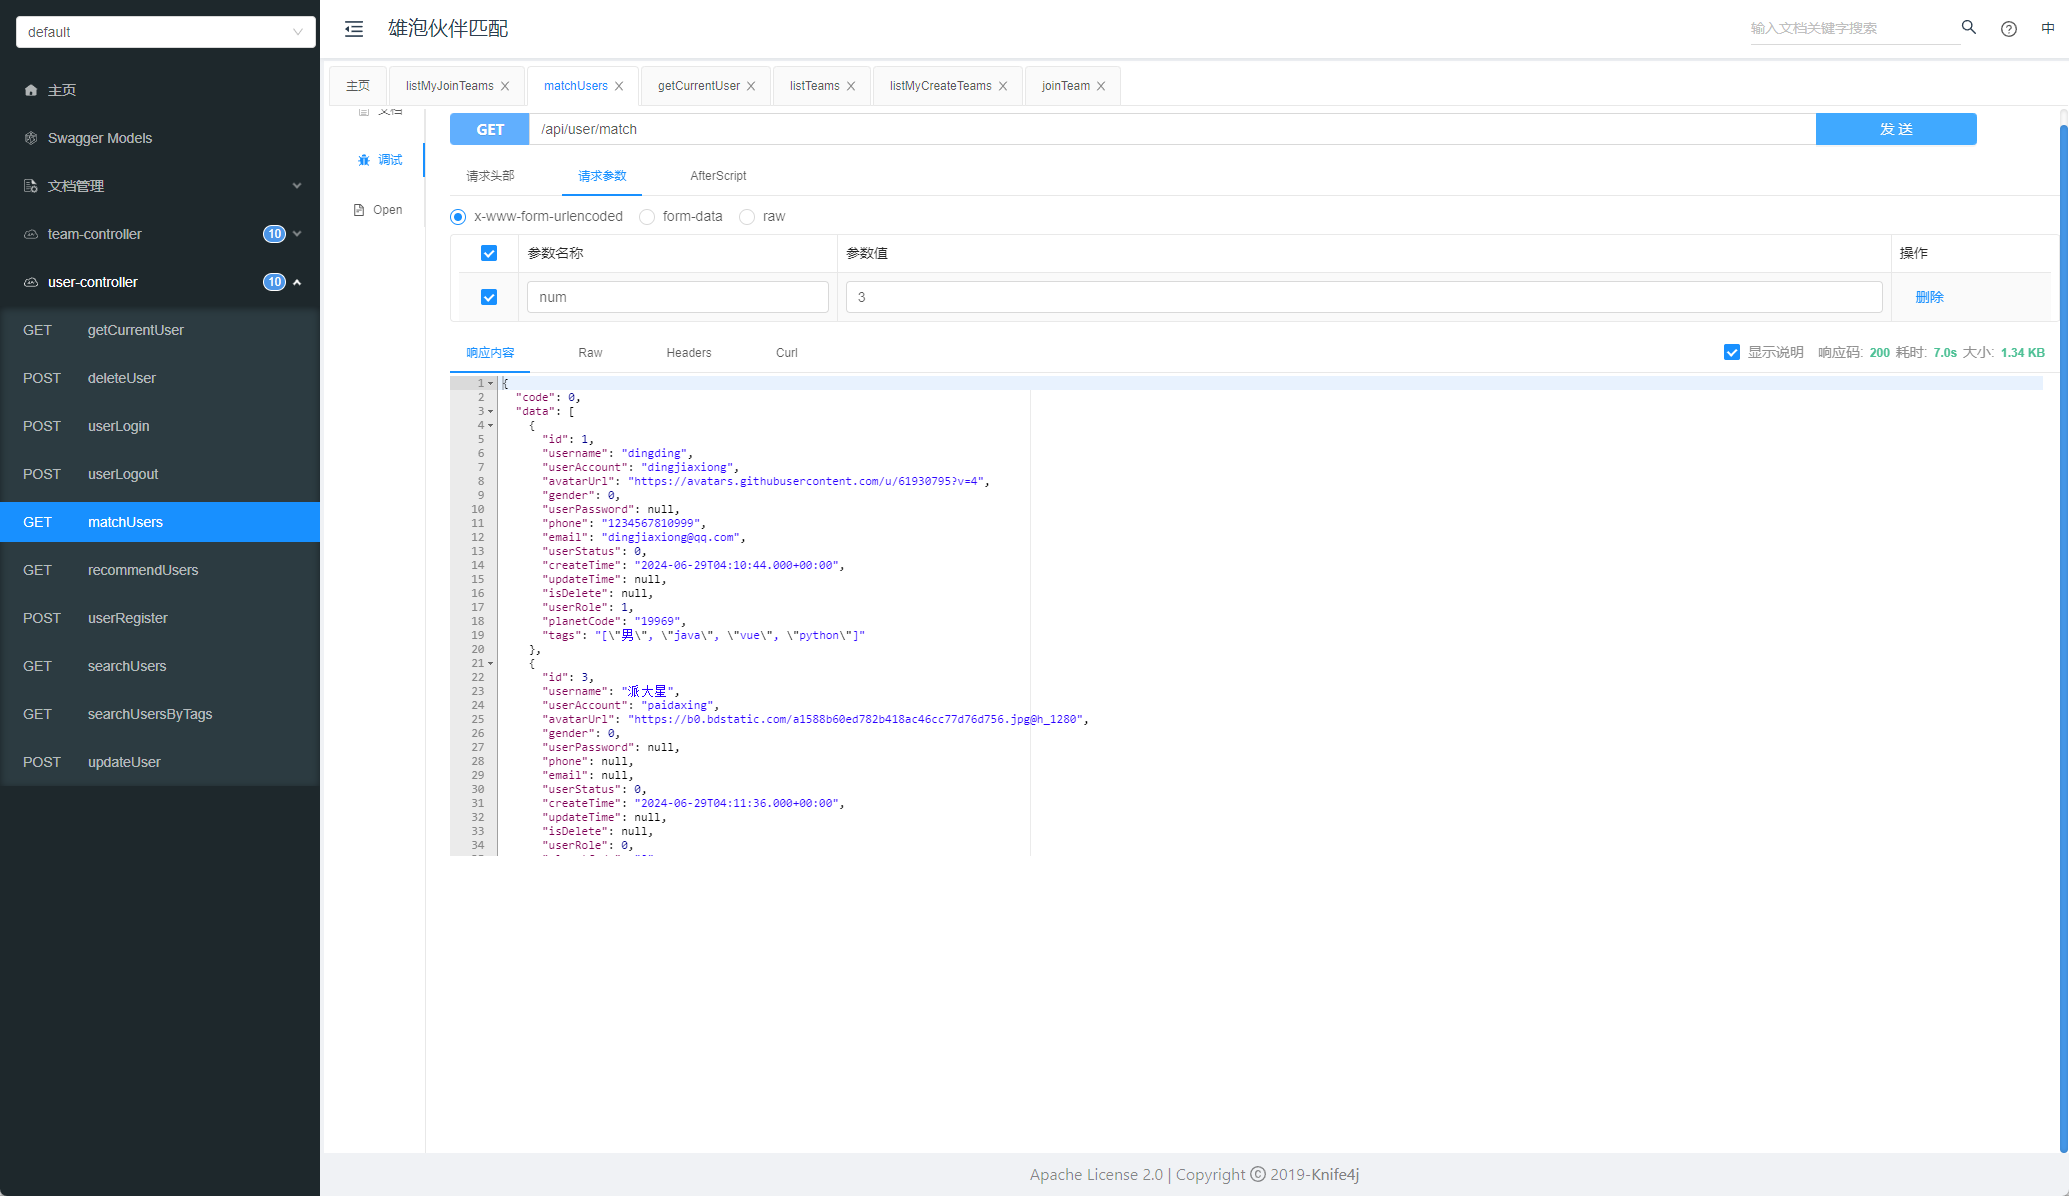 default
主页
Swagger Models
文档管理
team-controller 10
user-controller 10
GET getCurrentUser
POST deleteUser
POST userLogin
POST userLogout
GET matchUsers
GET recommendUsers
POST userRegister
GET searchUsers
GET searchUsersByTags
POST updateUser
雄泡伙伴匹配
输入文档关键字搜索
中
主页 listMyJoinTeams matchUsers getCurrentUser listTeams listMyCreateTeams joinTeam
文档
调试
Open
GET /api/user/match 发 送
请求头部 请求参数 AfterScript
x-www-form-urlencoded form-data raw
参数名称 参数值 操作
num 3 删除
响应内容 Raw Headers Curl 显示说明 响应码: 200 耗时: 7.0s 大小: 1.34 KB
1 {
2 "code": 0,
3 "data": [
4 {
5 "id": 1,
6 "username": "dingding",
7 "userAccount": "dingjiaxiong",
8 "avatarUrl": "https://avatars.githubusercontent.com/u/61930795?v=4",
9 "gender": 0,
10 "userPassword": null,
11 "phone": "1234567810999",
12 "email": "dingjiaxiong@qq.com",
13 "userStatus": 0,
14 "createTime": "2024-06-29T04:10:44.000+00:00",
15 "updateTime": null,
16 "isDelete": null,
17 "userRole": 1,
18 "planetCode": "19969",
19 "tags": "[\"男\", \"java\", \"vue\", \"python\"]"
20 },
21 {
22 "id": 3,
23 "username": "派大星",
24 "userAccount": "paidaxing",
25 "avatarUrl": "https://b0.bdstatic.com/a1588b60ed782b418ac46cc77d76d756.jpg@h_1280",
26 "gender": 0,
27 "userPassword": null,
28 "phone": null,
29 "email": null,
30 "userStatus": 0,
31 "createTime": "2024-06-29T04:11:36.000+00:00",
32 "updateTime": null,
33 "isDelete": null,
34 "userRole": 0,
Apache License 2.0 | Copyright © 2019-Knife4j